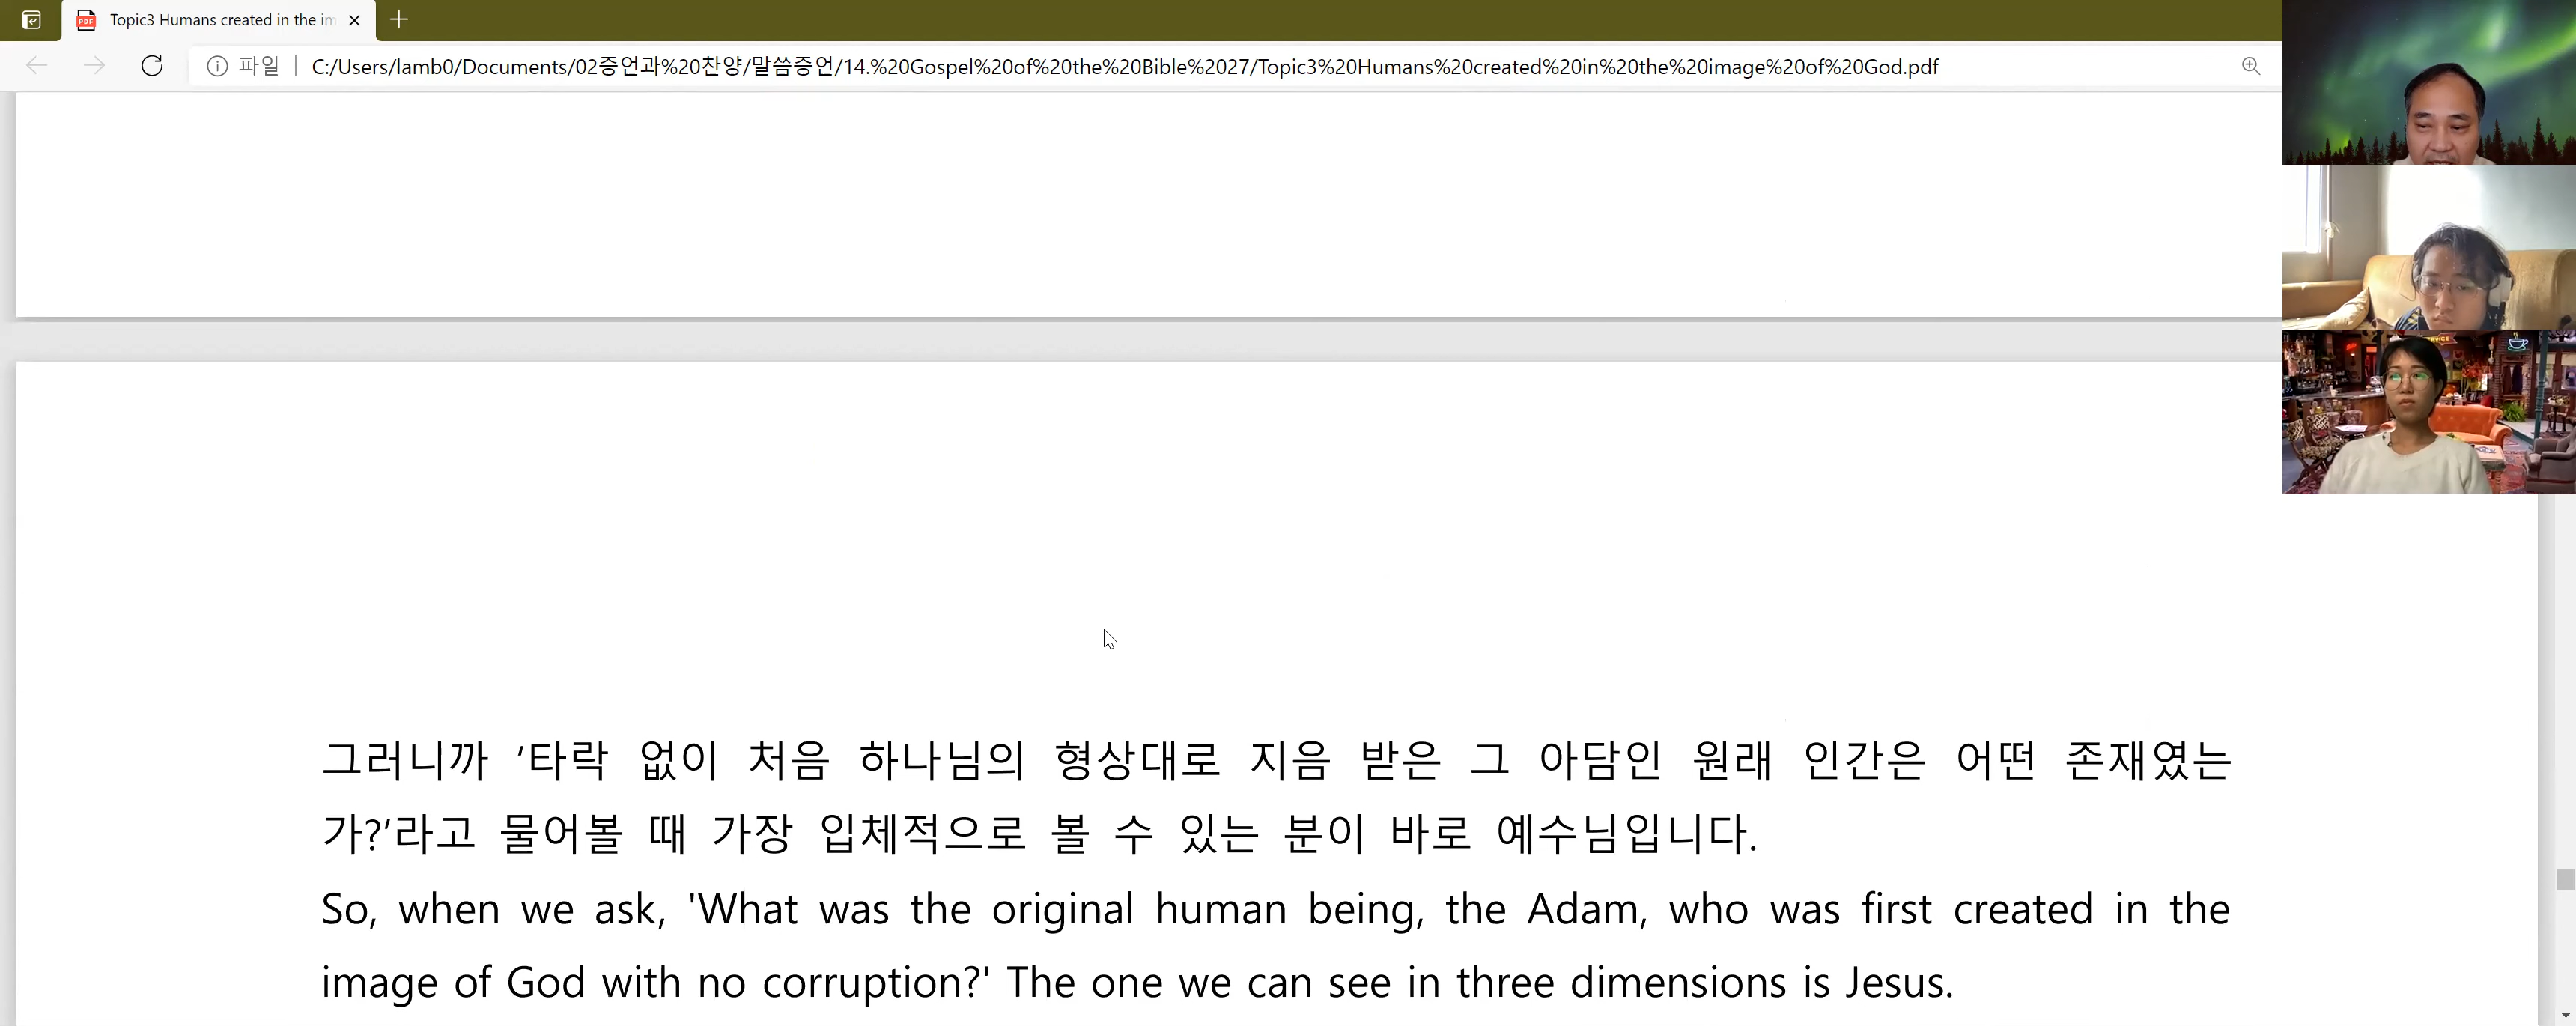 Topic3 Humans created in the im
파일
C:/Users/lamb0/Documents/02증언과%20찬양/말씀증언/14.%20Gospel%20of%20the%20Bible%2027/Topic3%20Humans%20created%20in%20the%20image%20of%20God.pdf
그러니까 ‘타락 없이 처음 하나님의 형상대로 지음 받은 그 아담인 원래 인간은 어떤 존재였는
가?’라고 물어볼 때 가장 입체적으로 볼 수 있는 분이 바로 예수님입니다.
So, when we ask, 'What was the original human being, the Adam, who was first created in the
image of God with no corruption?' The one we can see in three dimensions is Jesus.